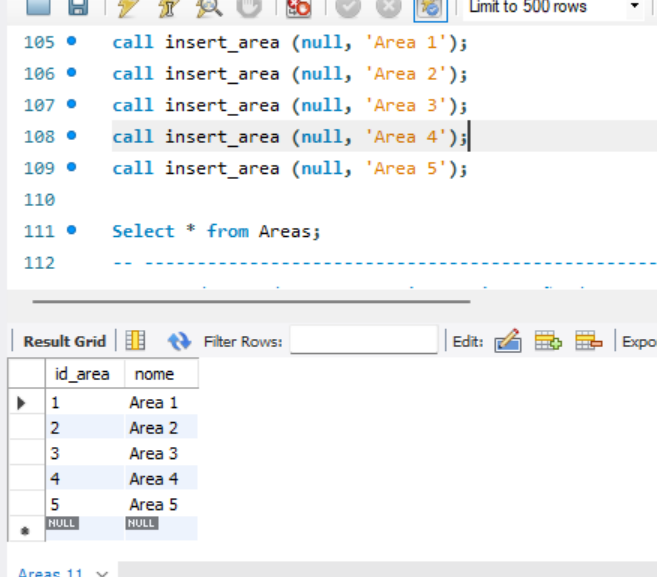 Limit to 500 rows
105 call insert_area (null, 'Area 1');
106 call insert_area (null, 'Area 2');
107 call insert_area (null, 'Area 3');
108 call insert_area (null, 'Area 4');
109 call insert_area (null, 'Area 5');
110
111 Select * from Areas;
112 -- --------------------------------------------------
Result Grid Filter Rows: Edit: Expo
id_area nome
1 Area 1
2 Area 2
3 Area 3
4 Area 4
5 Area 5
NULL NULL
Areas 11